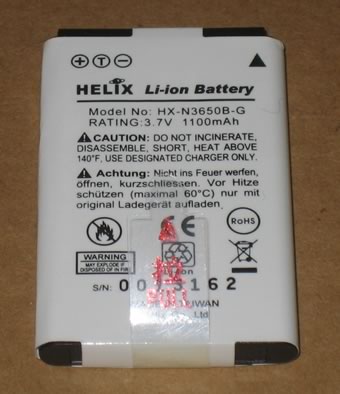 + T -
HELIX Li-ion Battery
Model No: HX-N3650B-G
RATING: 3.7V 1100mAh
CAUTION: DO NOT INCINERATE,
DISASSEMBLE, SHORT, HEAT ABOVE
140°F. USE DESIGNATED CHARGER ONLY
Achtung: Nicht ins Feuer werfen,
öffnen, kurzschliessen. Vor Hitze
schützen (maximal 60°C) nur mit
original Ladegerät aufladen.
CE
RoHS
WARNING
MAY EXPLODE IF
DISPOSED OF IN FIRE
S/N: